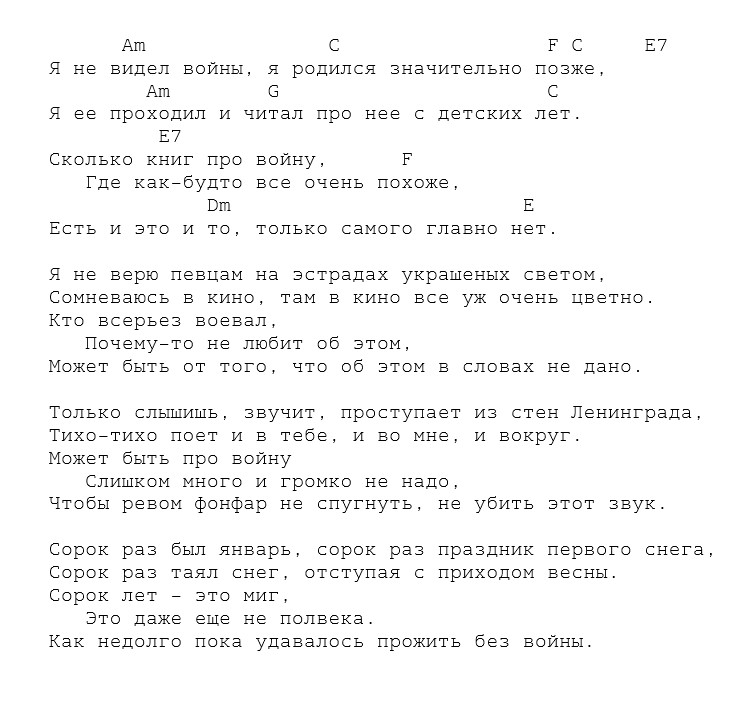 Am C F C E7
Я не видел войны, я родился значительно позже,
Am G C
Я ее проходил и читал про нее с детских лет.
E7
Сколько книг про войну, F
Где как-будто все очень похоже,
Dm E
Есть и это и то, только самого главно нет.
Я не верю певцам на эстрадах украшеных светом,
Сомневаюсь в кино, там в кино все уж очень цветно.
Кто всерьез воевал,
Почему-то не любит об этом,
Может быть от того, что об этом в словах не дано.
Только слышишь, звучит, проступает из стен Ленинграда,
Тихо-тихо поет и в тебе, и во мне, и вокруг.
Может быть про войну
Слишком много и громко не надо,
Чтобы ревом фонфар не спугнуть, не убить этот звук.
Сорок раз был январь, сорок раз праздник первого снега,
Сорок раз таял снег, отступая с приходом весны.
Сорок лет - это миг,
Это даже еще не полвека.
Как недолго пока удавалось прожить без войны.